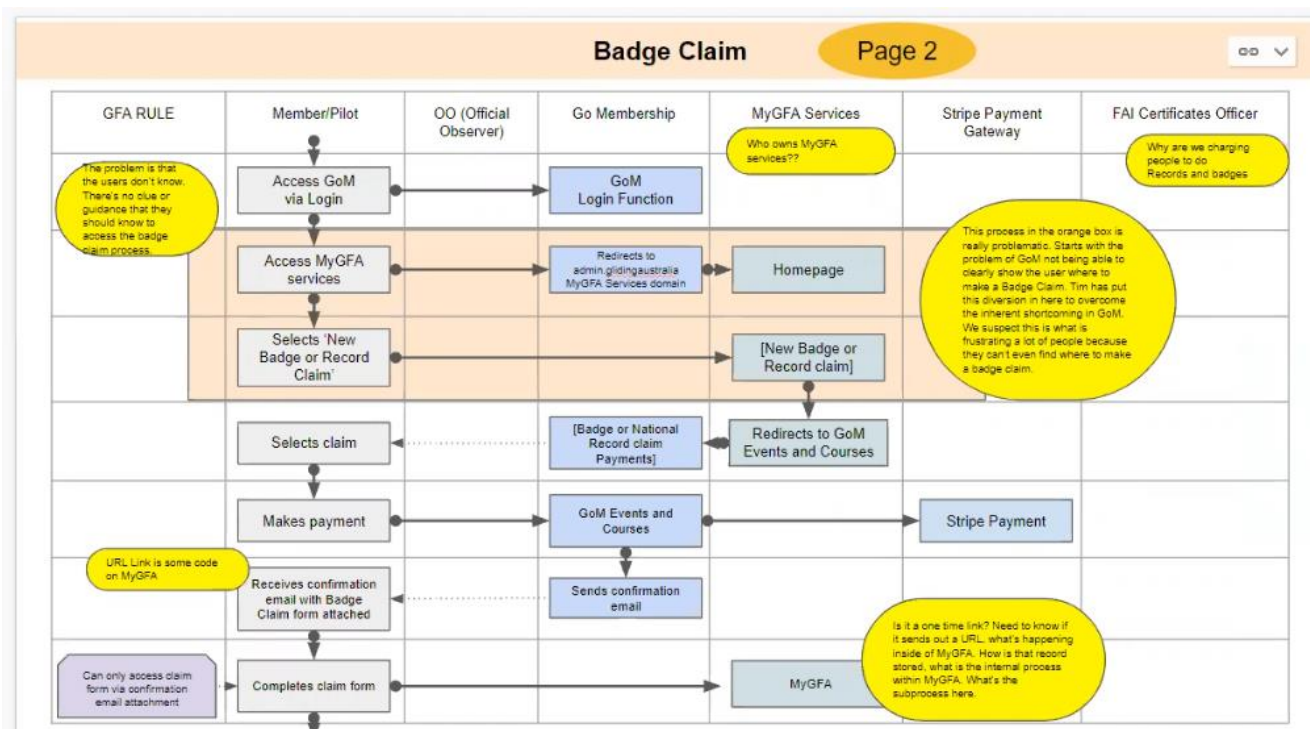 Badge Claim
Page 2
GFA RULE
Member/Pilot
OO (Official
Observer)
Go Membership
MyGFA Services
Stripe Payment
Gateway
FAI Certificates Officer
Who owns MyGFA
services??
Why are we charging
people to do
Records and badges
The problem is that
the users don't know.
There's no clue or
guidance that they
should know to
access the badge
claim process.
Access GoM
via Login
GoM
Login Function
Access MyGFA
services
Redirects to
admin.glidingaustralia
MyGFA Services domain
Homepage
This process in the orange box is
really problematic. Starts with the
problem of GoM not being able to
clearly show the user where to
make a Badge Claim. Tim has put
this diversion in here to overcome
the inherent shortcoming in GoM.
We suspect this is what is
frustrating a lot of people because
they can't even find where to make
a badge claim.
Selects 'New
Badge or Record
Claim'
[New Badge or
Record claim]
Selects claim
[Badge or National
Record claim
Payments]
Redirects to GoM
Events and Courses
Makes payment
GoM Events and
Courses
Stripe Payment
URL Link is some code
on MyGFA
Receives confirmation
email with Badge
Claim form attached
Sends confirmation
email
Is it a one time link? Need to know if
it sends out a URL, what's happening
inside of MyGFA. How is that record
stored, what is the internal process
within MyGFA. What's the
subprocess here.
Can only access claim
form via confirmation
email attachment
Completes claim form
MyGFA